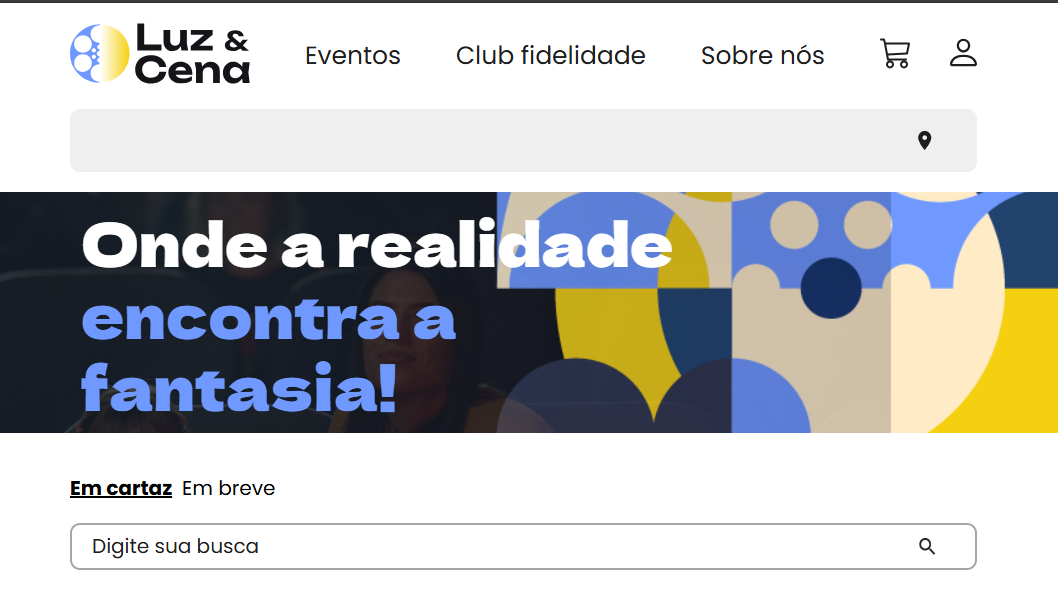 Luz &
Cena
Eventos
Club fidelidade
Sobre nós
Onde a realidade
encontra a
fantasia!
Em cartaz Em breve
Digite sua busca